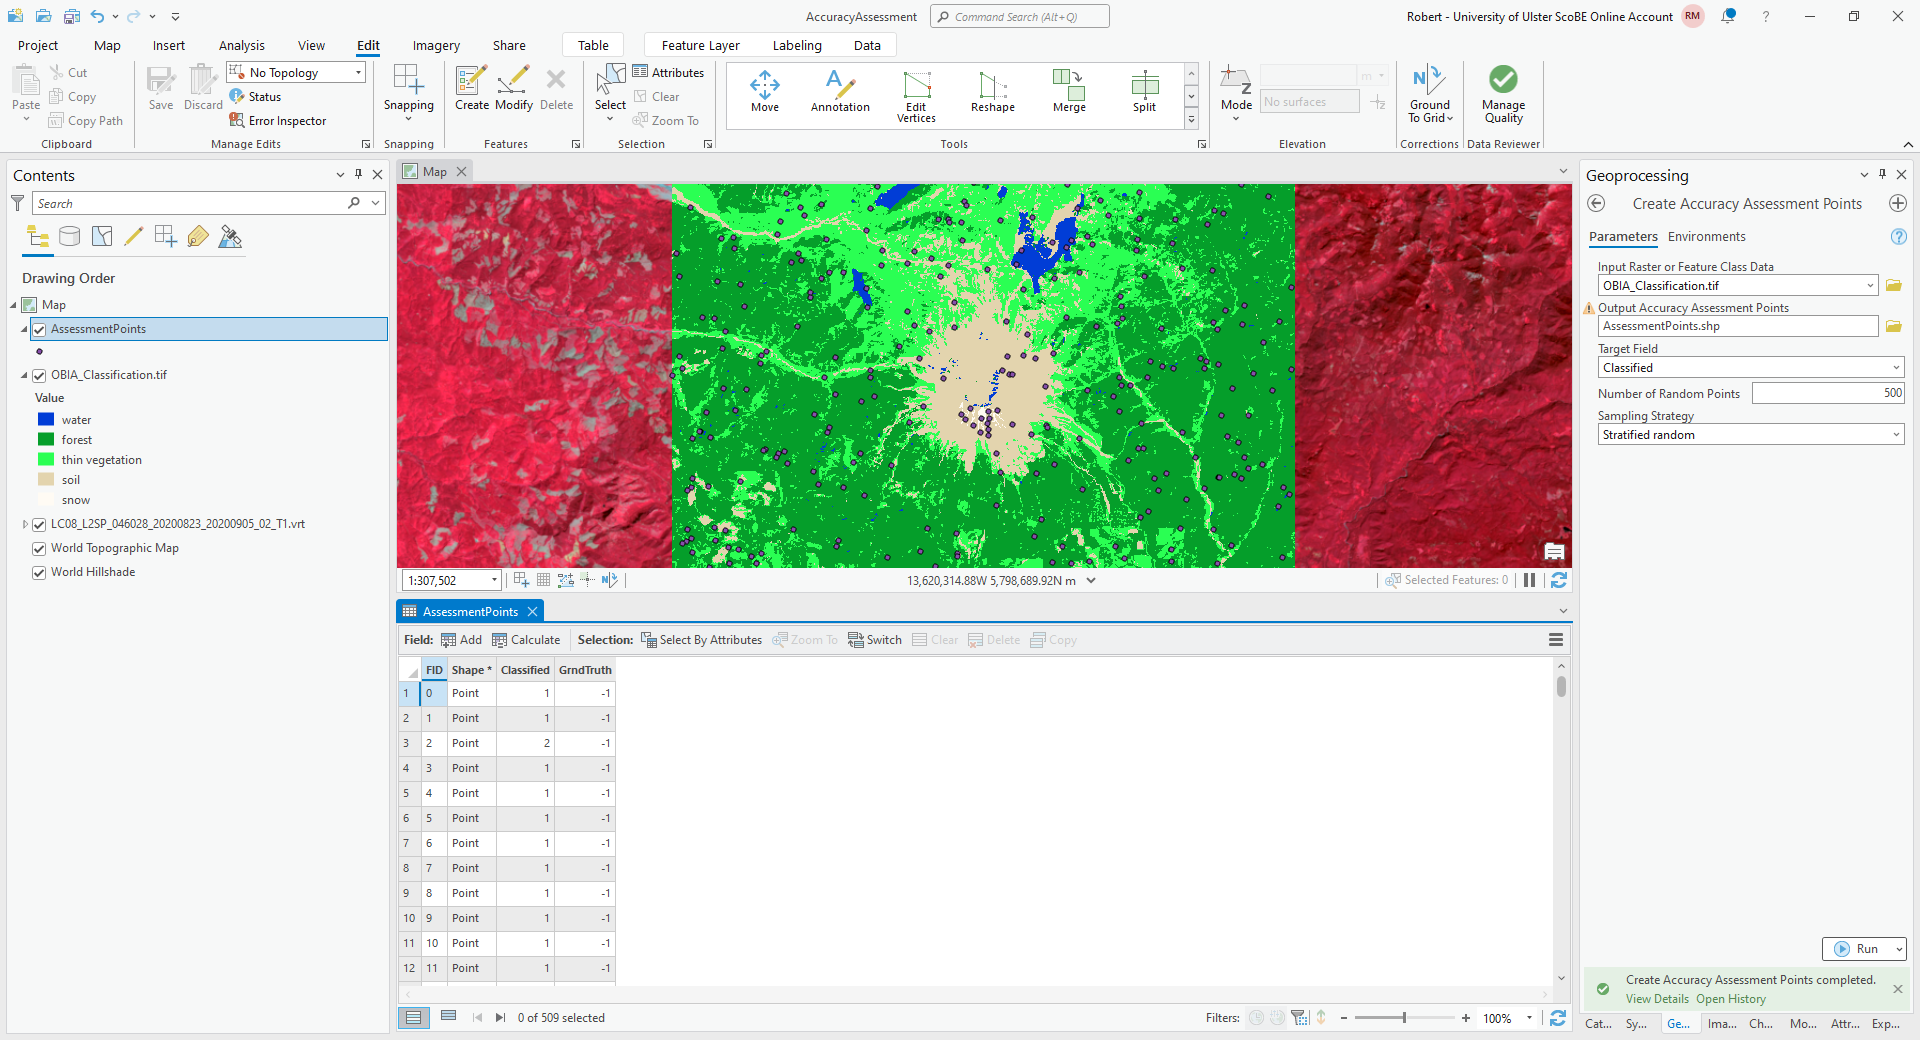 AccuracyAssessment
Command Search (Alt+Q)
Robert - University of Ulster ScoBE Online Account
RM
?
Project Map Insert Analysis View Edit Imagery Share Table Feature Layer Labeling Data
Paste
Cut
Copy
Copy Path
Clipboard
Save
Discard
No Topology
Status
Error Inspector
Manage Edits
Snapping
Snapping
Create
Modify
Delete
Features
Select
Attributes
Clear
Zoom To
Selection
Move
Annotation
Edit
Vertices
Reshape
Merge
Split
Tools
Mode
m
No surfaces
Elevation
Ground
To Grid
Corrections
Manage
Quality
Data Reviewer
Contents
Search
Drawing Order
Map
AssessmentPoints
OBIA_Classification.tif
Value
water
forest
thin vegetation
soil
snow
LC08_L2SP_046028_20200823_20200905_02_T1.vrt
World Topographic Map
World Hillshade
Map
1:307,502
13,620,314.88W 5,798,689.92N m
Selected Features: 0
AssessmentPoints
Field: Add Calculate Selection: Select By Attributes Zoom To Switch Clear Delete Copy
FID Shape * Classified GrndTruth
1 0 Point 1 -1
2 1 Point 1 -1
3 2 Point 2 -1
4 3 Point 1 -1
5 4 Point 1 -1
6 5 Point 1 -1
7 6 Point 1 -1
8 7 Point 1 -1
9 8 Point 1 -1
10 9 Point 1 -1
11 10 Point 1 -1
12 11 Point 1 -1
0 of 509 selected
Filters:
100%
Geoprocessing
Create Accuracy Assessment Points
Parameters Environments
?
Input Raster or Feature Class Data
OBIA_Classification.tif
Output Accuracy Assessment Points
AssessmentPoints.shp
Target Field
Classified
Number of Random Points 500
Sampling Strategy
Stratified random
Run
Create Accuracy Assessment Points completed.
View Details Open History
Cat... Sy... Ge... Ima... Ch... Mo... Attr... Exp...